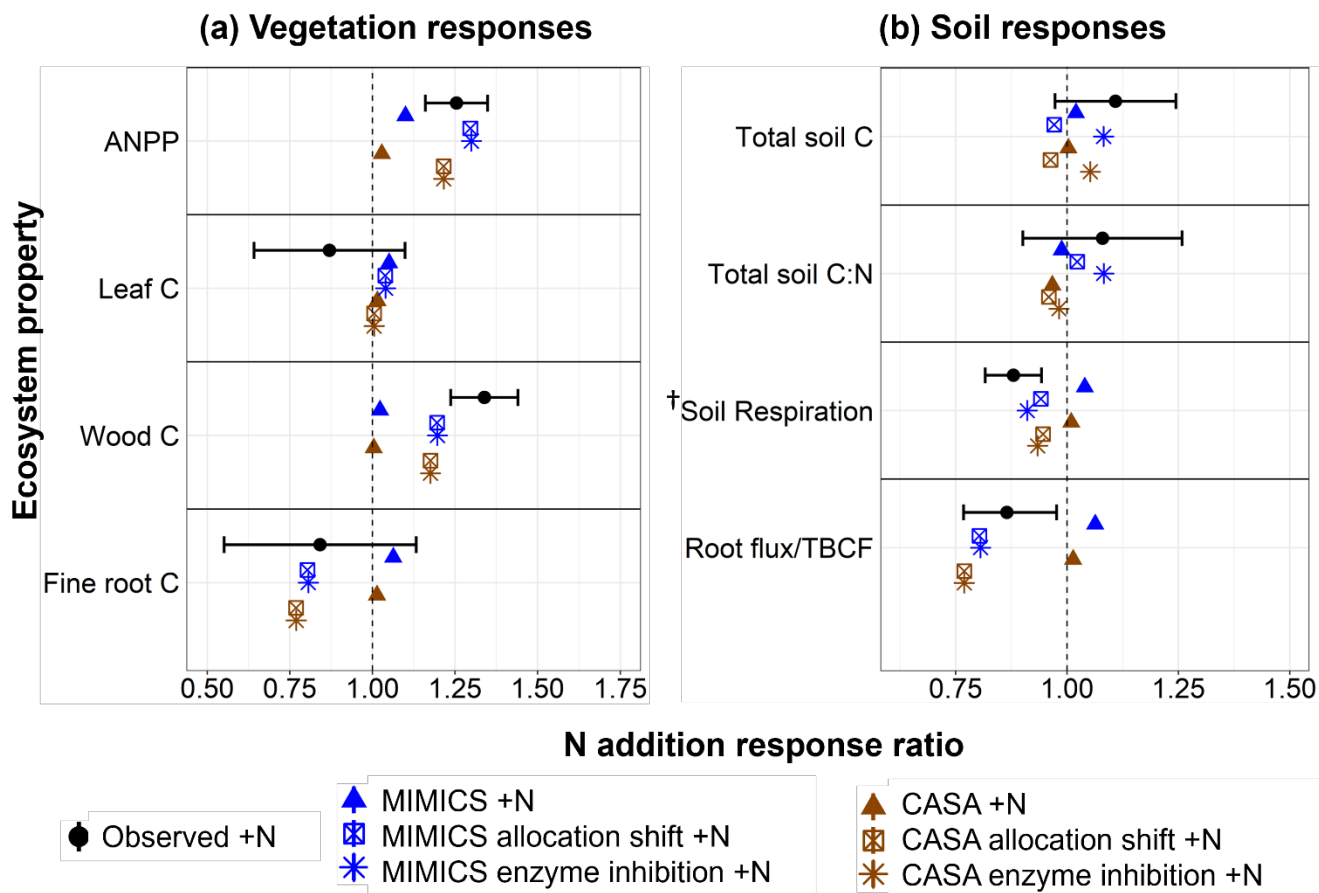 (a) Vegetation responses
(b) Soil responses
Ecosystem property
ANPP
Leaf C
Wood C
Fine root C
0.50 0.75 1.00 1.25 1.50 1.75
Total soil C
Total soil C:N
†Soil Respiration
Root flux/TBCF
0.75 1.00 1.25 1.50
N addition response ratio
Observed +N
MIMICS +N
MIMICS allocation shift +N
MIMICS enzyme inhibition +N
CASA +N
CASA allocation shift +N
CASA enzyme inhibition +N